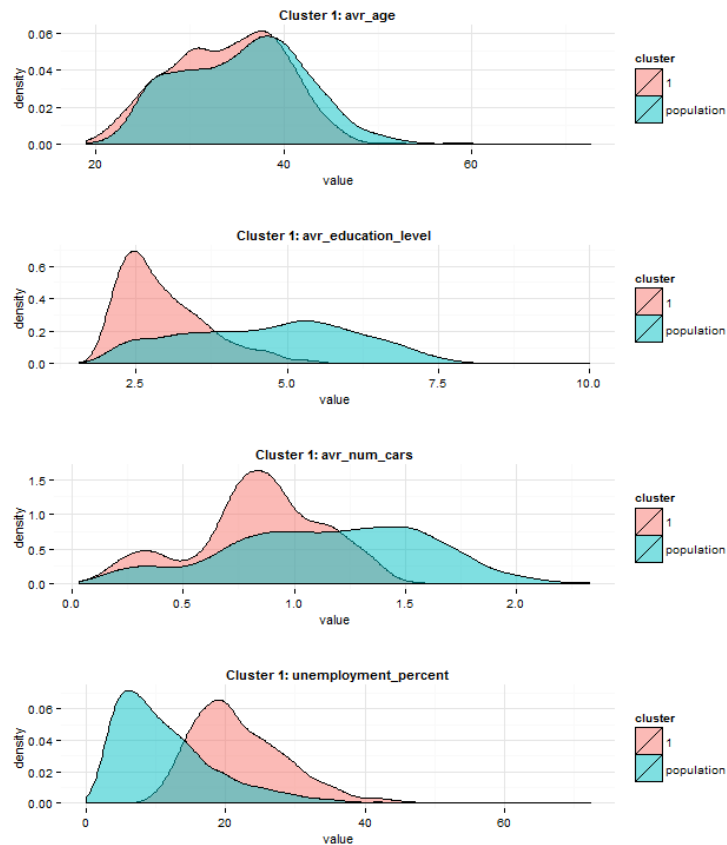 Cluster 1: avr_age
density
0.06
0.04
0.02
0.00
20 40 60
value
cluster
1
population
Cluster 1: avr_education_level
density
0.6
0.4
0.2
0.0
2.5 5.0 7.5 10.0
value
cluster
1
population
Cluster 1: avr_num_cars
density
1.5
1.0
0.5
0.0
0.0 0.5 1.0 1.5 2.0
value
cluster
1
population
Cluster 1: unemployment_percent
density
0.06
0.04
0.02
0.00
0 20 40 60
value
cluster
1
population